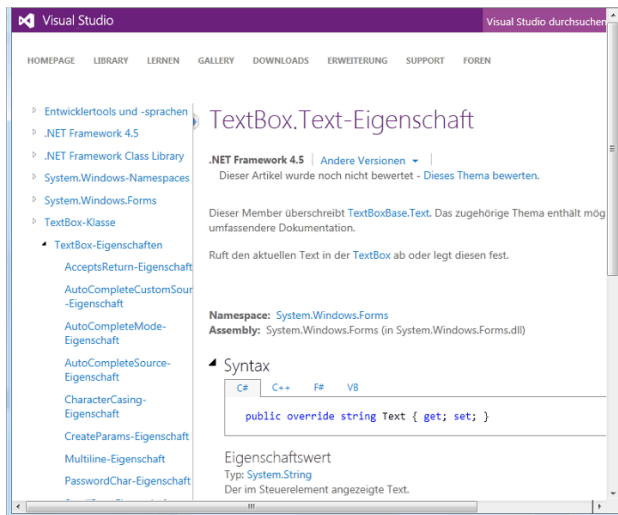 Visual Studio
Visual Studio durchsuchen
HOMEPAGE LIBRARY LERNEN GALLERY DOWNLOADS ERWEITERUNG SUPPORT FOREN
Entwicklertools und -sprachen
.NET Framework 4.5
.NET Framework Class Library
System.Windows-Namespaces
System.Windows.Forms
TextBox-Klasse
TextBox-Eigenschaften
AcceptsReturn-Eigenschaft
AutoCompleteCustomSour
-Eigenschaft
AutoCompleteMode-
Eigenschaft
AutoCompleteSource-
Eigenschaft
CharacterCasing-
Eigenschaft
CreateParams-Eigenschaft
Multiline-Eigenschaft
PasswordChar-Eigenschaft
TextBox.Text-Eigenschaft
.NET Framework 4.5 Andere Versionen
Dieser Artikel wurde noch nicht bewertet - Dieses Thema bewerten.
Dieser Member überschreibt TextBoxBase.Text. Das zugehörige Thema enthält mög
umfassendere Dokumentation.
Ruft den aktuellen Text in der TextBox ab oder legt diesen fest.
Namespace: System.Windows.Forms
Assembly: System.Windows.Forms (in System.Windows.Forms.dll)
Syntax
C# C++ F# VB
public override string Text { get; set; }
Eigenschaftswert
Typ: System.String
Der im Steuerelement angezeigte Text.